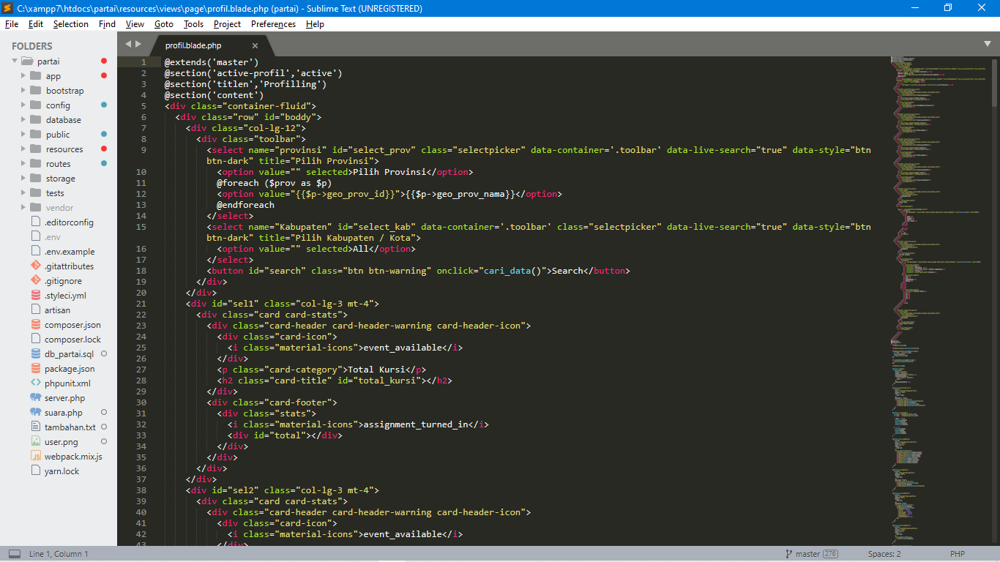 C:\xampp7\htdocs\partai\resources\views\page\profil.blade.php (partai) - Sublime Text (UNREGISTERED)
File Edit Selection Find View Goto Tools Project Preferences Help
FOLDERS
partai
app
bootstrap
config
database
public
resources
routes
storage
tests
vendor
.editorconfig
.env
.env.example
.gitattributes
.gitignore
.styleci.yml
artisan
composer.json
composer.lock
db_partai.sql
package.json
phpunit.xml
server.php
suara.php
tambahan.txt
user.png
webpack.mix.js
yarn.lock
profil.blade.php
1 @extends('master')
2 @section('active-profil','active')
3 @section('titlen','Profilling')
4 @section('content')
5 <div class="container-fluid">
6 <div class="row" id="boddy">
7 <div class="col-lg-12">
8 <div class="toolbar">
9 <select name="provinsi" id="select_prov" class="selectpicker" data-container='.toolbar' data-live-search="true" data-style="btn
btn-dark" title="Pilih Provinsi">
10 <option value="" selected>Pilih Provinsi</option>
11 @foreach ($prov as $p)
12 <option value="{{$p->geo_prov_id}}">{{$p->geo_prov_nama}}</option>
13 @endforeach
14 </select>
15 <select name="Kabupaten" id="select_kab" data-container='.toolbar' class="selectpicker" data-live-search="true" data-style="btn
btn-dark" title="Pilih Kabupaten / Kota">
16 <option value="" selected>All</option>
17 </select>
18 <button id="search" class="btn btn-warning" onclick="cari_data()">Search</button>
19 </div>
20 </div>
21 <div id="sel1" class="col-lg-3 mt-4">
22 <div class="card card-stats">
23 <div class="card-header card-header-warning card-header-icon">
24 <div class="card-icon">
25 <i class="material-icons">event_available</i>
26 </div>
27 <p class="card-category">Total Kursi</p>
28 <h2 class="card-title" id="total_kursi"></h2>
29 </div>
30 <div class="card-footer">
31 <div class="stats">
32 <i class="material-icons">assignment_turned_in</i>
33 <div id="total"></div>
34 </div>
35 </div>
36 </div>
37 </div>
38 <div id="sel2" class="col-lg-3 mt-4">
39 <div class="card card-stats">
40 <div class="card-header card-header-warning card-header-icon">
41 <div class="card-icon">
42 <i class="material-icons">event_available</i>
43 </div>
Line 1, Column 1
master 276
Spaces: 2
PHP